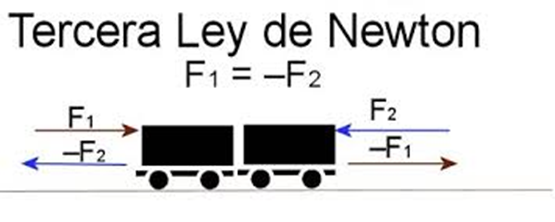 Tercera Ley de Newton
F₁ = –F₂
F₁
–F₂
F₂
–F₁